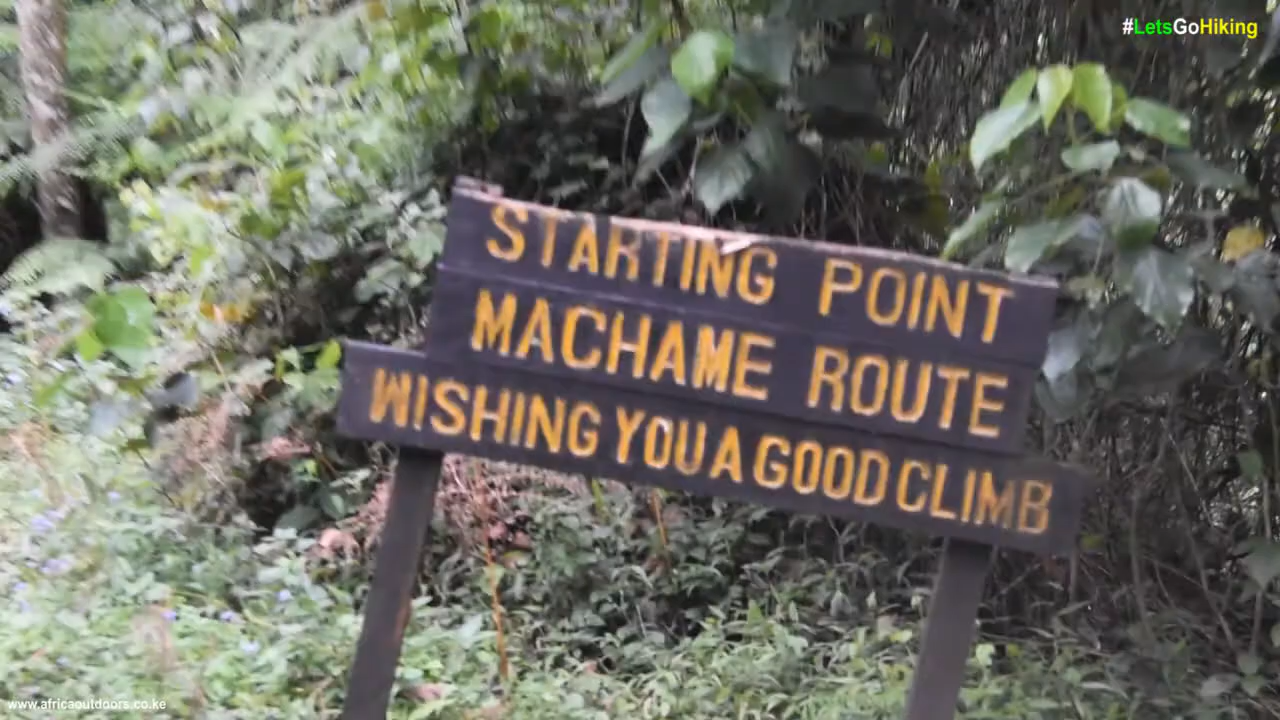 #LetsGoHiking
STARTING POINT
MACHAME ROUTE
WISHING YOU A GOOD CLIMB
www.africaoutdoors.co.ke